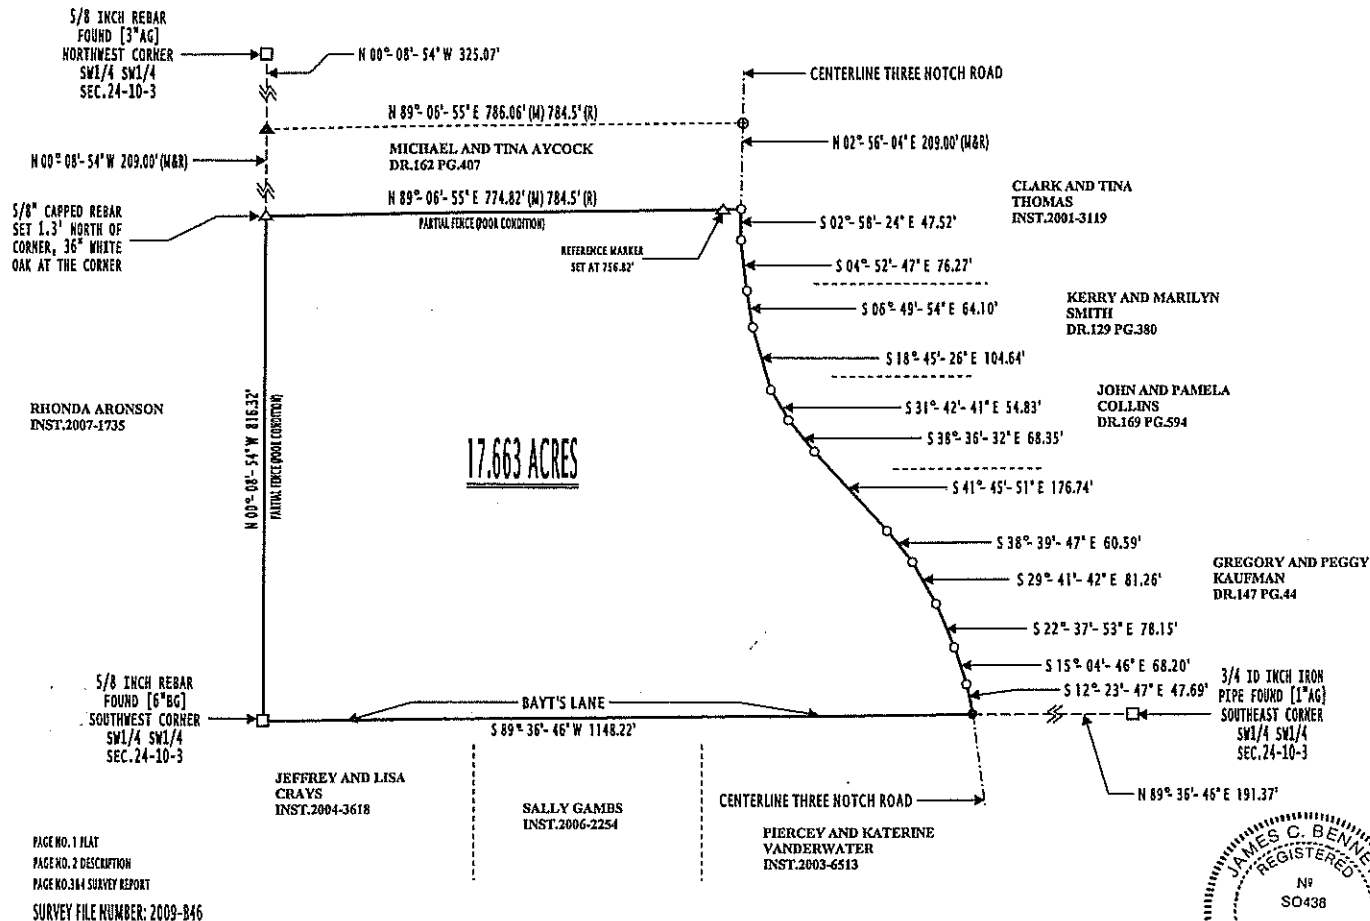 5/8 INCH REBAR
FOUND [3"AG]
NORTHWEST CORNER
SW1/4 SW1/4
SEC.24-10-3
N 00°-08'-54" W 325.07'
CENTERLINE THREE NOTCH ROAD
N 89°-06'-55" E 786.06' (M) 784.5' (R)
N 00°-08'-54" W 209.00' (M&R)
MICHAEL AND TINA AYCOCK
DR.162 PG.407
N 02°-56'-04" E 209.00' (M&R)
5/8" CAPPED REBAR
SET 1.3' NORTH OF
CORNER, 36" WHITE
OAK AT THE CORNER
N 89°-06'-55" E 774.82' (M) 784.5' (R)
PARTIAL FENCE (POOR CONDITION)
REFERENCE MARKER
SET AT 756.82'
CLARK AND TINA
THOMAS
INST.2001-3119
S 02°-58'-24" E 47.52'
S 04°-52'-47" E 76.27'
KERRY AND MARILYN
SMITH
DR.129 PG.380
S 06°-49'-54" E 64.10'
S 18°-45'-26" E 104.64'
RHONDA ARONSON
INST.2007-1735
N 00°-08'-54" W 816.32'
PARTIAL FENCE (POOR CONDITION)
17.663 ACRES
JOHN AND PAMELA
COLLINS
DR.169 PG.594
S 31°-42'-41" E 54.83'
S 38°-36'-32" E 68.35'
S 41°-45'-51" E 176.74'
S 38°-39'-47" E 60.59'
GREGORY AND PEGGY
KAUFMAN
DR.147 PG.44
S 29°-41'-42" E 81.26'
S 22°-37'-53" E 78.15'
S 15°-04'-46" E 68.20'
S 12°-23'-47" E 47.69'
5/8 INCH REBAR
FOUND [6"BG]
SOUTHWEST CORNER
SW1/4 SW1/4
SEC.24-10-3
BAYT'S LANE
S 89°-36'-46" W 1148.22'
3/4 ID INCH IRON
PIPE FOUND [1"AG]
SOUTHEAST CORNER
SW1/4 SW1/4
SEC.24-10-3
N 89°-36'-46" E 191.37'
JEFFREY AND LISA
CRAYS
INST.2004-3618
SALLY GAMBS
INST.2006-2254
CENTERLINE THREE NOTCH ROAD
PIERCEY AND KATERINE
VANDERWATER
INST.2003-6513
PAGE NO. 1 PLAT
PAGE NO. 2 DESCRIPTION
PAGE NO.3&4 SURVEY REPORT
SURVEY FILE NUMBER: 2009-B46
JAMES C. BENNE
REGISTERED
Nº
SO438